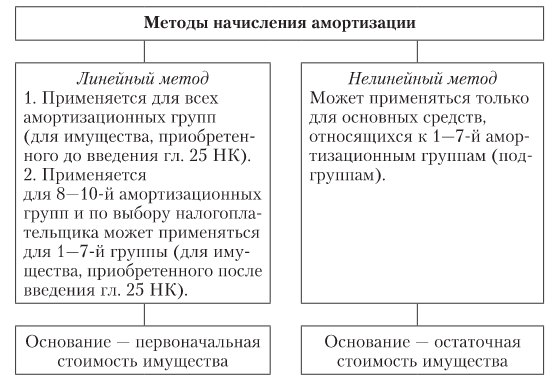 Методы начисления амортизации
Линейный метод
1. Применяется для всех
амортизационных групп
(для имущества, приобретен-
ного до введения гл. 25 НК).
2. Применяется
для 8—10-й амортизационных
групп и по выбору налогопла-
тельщика может применяться
для 1—7-й группы (для иму-
щества, приобретенного после
введения гл. 25 НК).
Основание — первоначальная
стоимость имущества
Нелинейный метод
Может применяться только
для основных средств,
относящихся к 1—7-й амор-
тизационным группам (под-
группам).
Основание — остаточная
стоимость имущества